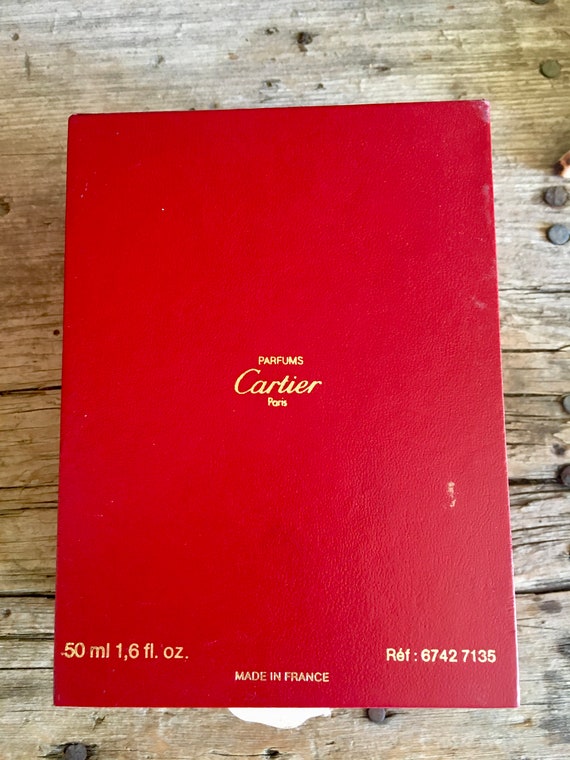 PARFUMS
Cartier
Paris
50 ml 1,6 fl. oz.
Réf : 6742 7135
MADE IN FRANCE